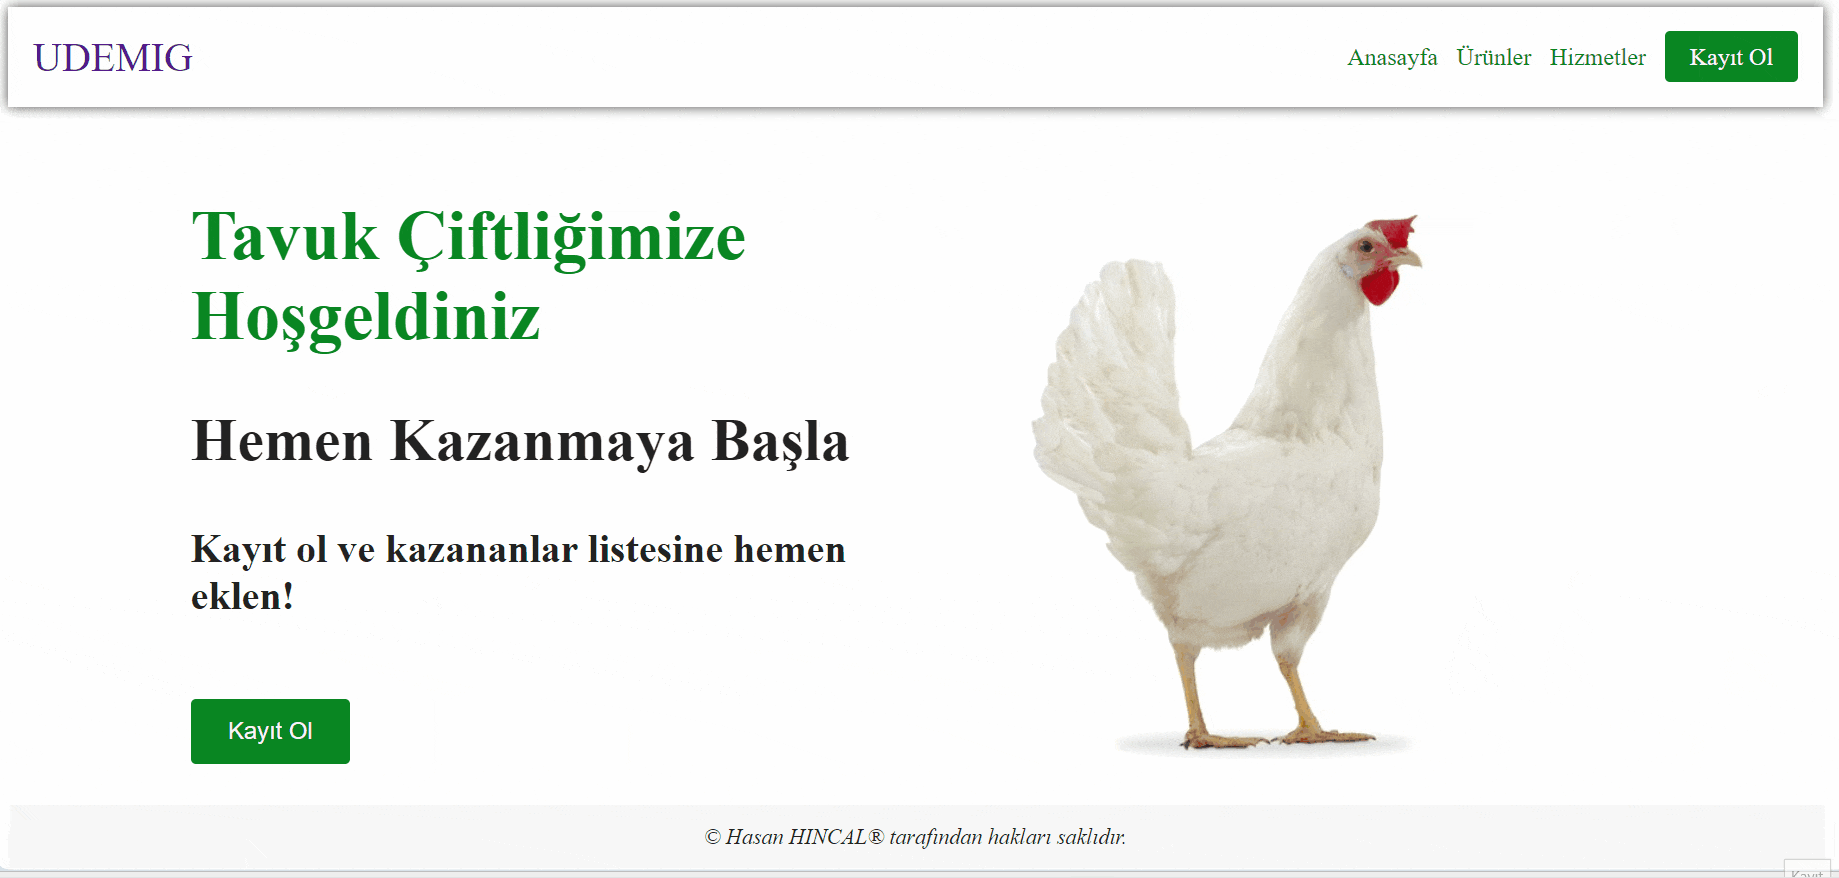 UDEMIG
Anasayfa Ürünler Hizmetler Kayıt Ol
Tavuk Çiftliğimize
Hoşgeldiniz
Hemen Kazanmaya Başla
Kayıt ol ve kazananlar listesine hemen
eklen!
Kayıt Ol
© Hasan HINCAL® tarafından hakları saklıdır.
Kayıt